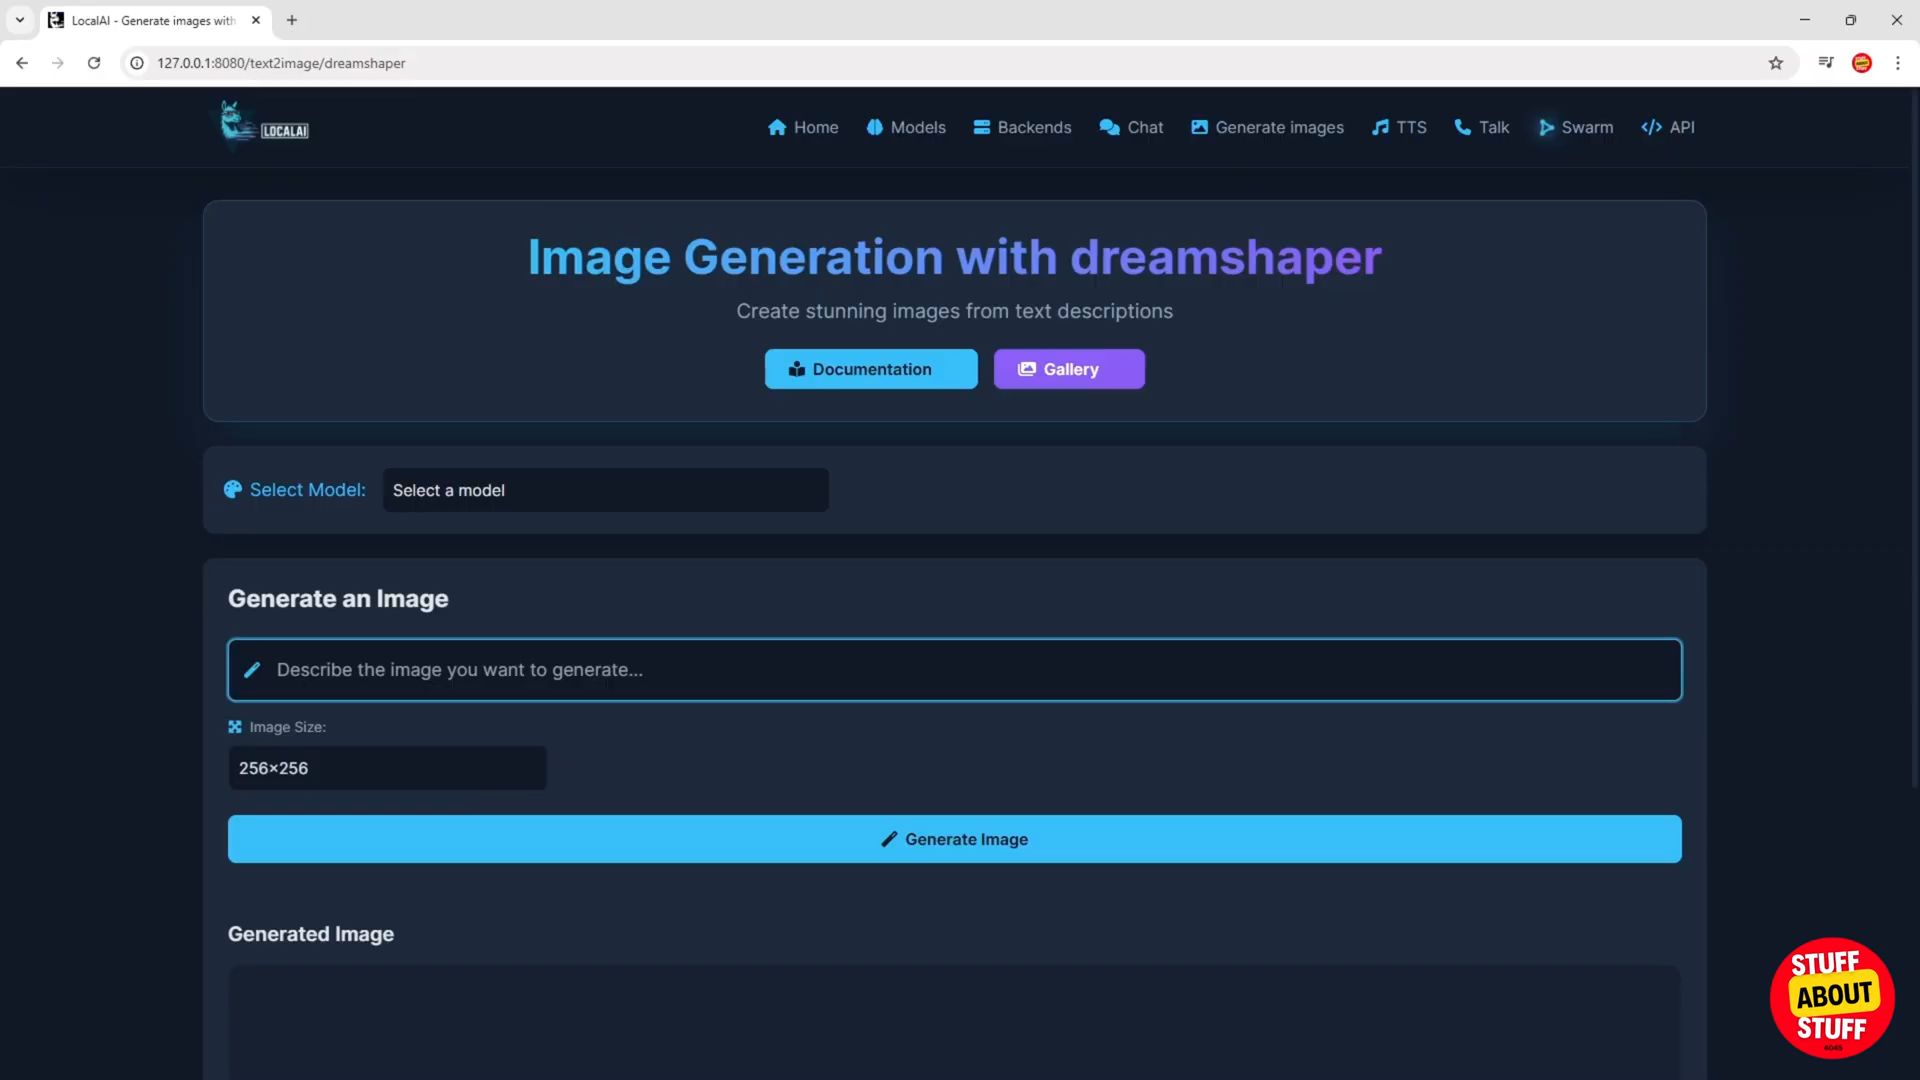 LocalAI - Generate images with
127.0.0.1:8080/text2image/dreamshaper
LOCALAI
Home
Models
Backends
Chat
Generate images
TTS
Talk
Swarm
API
Image Generation with dreamshaper
Create stunning images from text descriptions
Documentation
Gallery
Select Model:
Select a model
Generate an Image
Describe the image you want to generate...
Image Size:
256×256
Generate Image
Generated Image
STUFF
ABOUT
STUFF